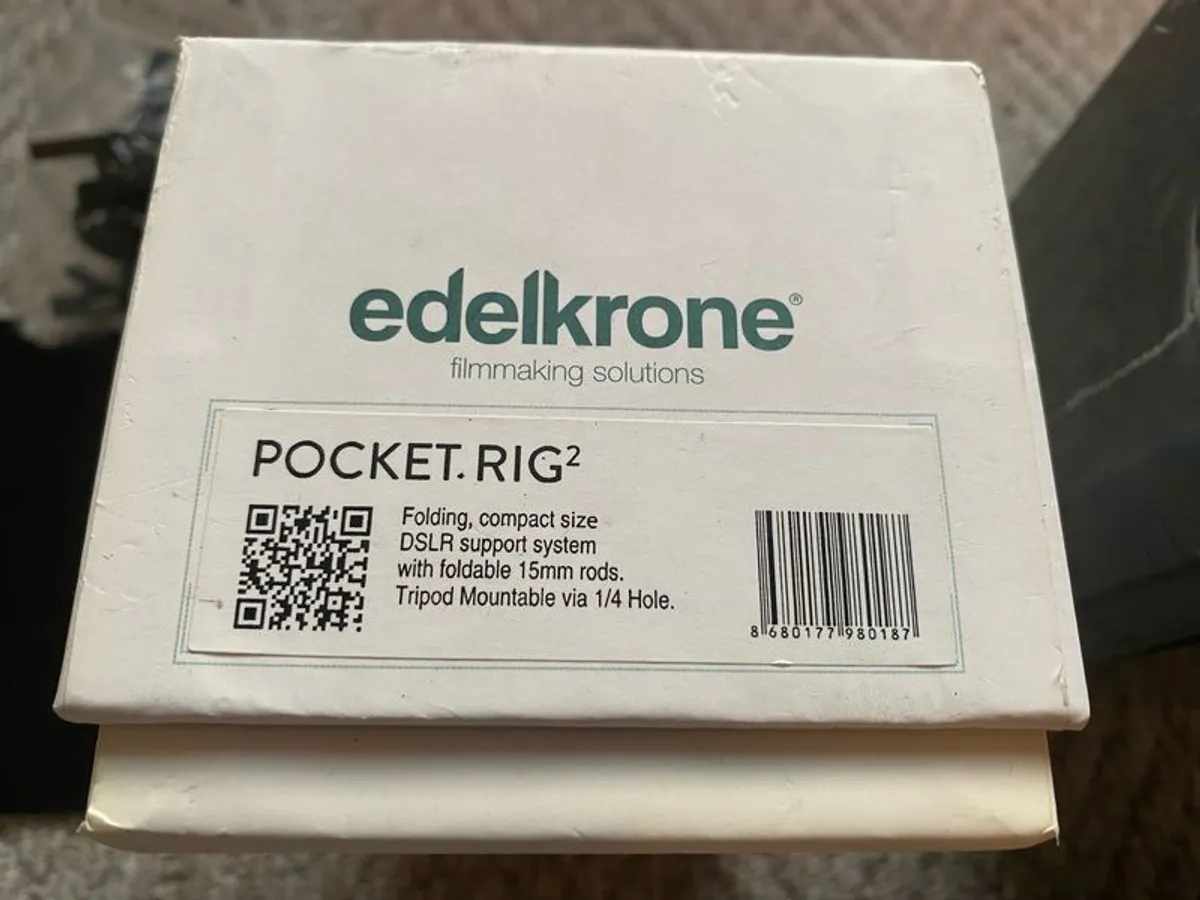 edelkrone®
filmmaking solutions
POCKET. RIG²
Folding, compact size
DSLR support system
with foldable 15mm rods.
Tripod Mountable via 1/4 Hole.
8 680177 980187